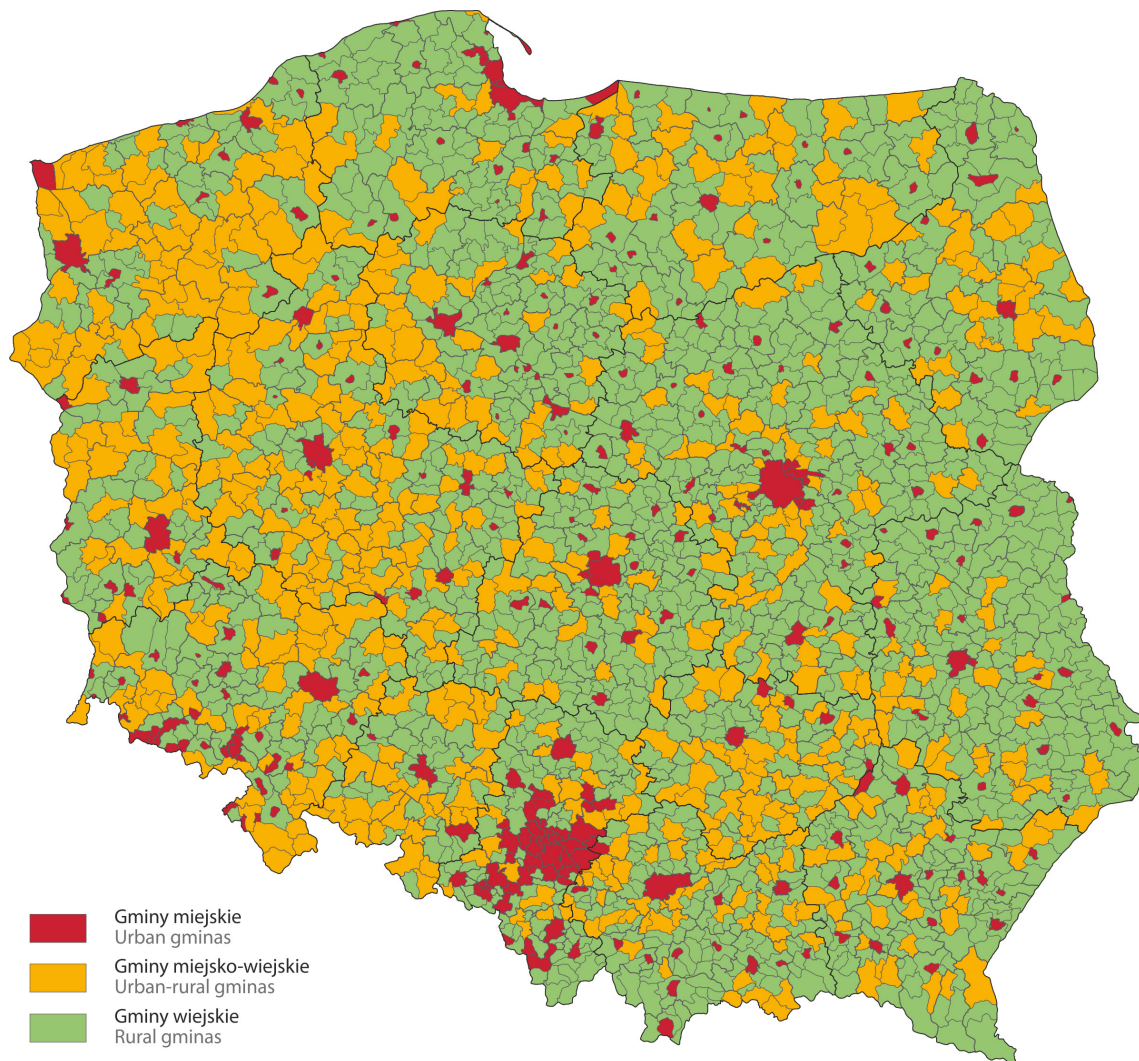 Gminy miejskie
Urban gminas
Gminy miejsko-wiejskie
Urban-rural gminas
Gminy wiejskie
Rural gminas